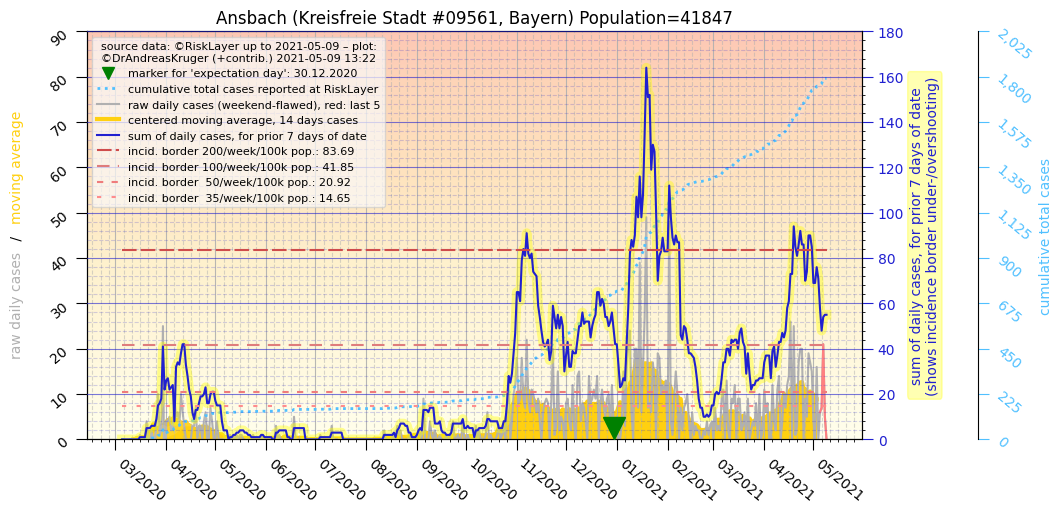 Ansbach (Kreisfreie Stadt #09561, Bayern) Population=41847
source data: ©RiskLayer up to 2021-05-09 – plot:
©DrAndreasKruger (+contrib.) 2021-05-09 13:22
marker for 'expectation day': 30.12.2020
cumulative total cases reported at RiskLayer
raw daily cases (weekend-flawed), red: last 5
centered moving average, 14 days cases
sum of daily cases, for prior 7 days of date
incid. border 200/week/100k pop.: 83.69
incid. border 100/week/100k pop.: 41.85
incid. border  50/week/100k pop.: 20.92
incid. border  35/week/100k pop.: 14.65
raw daily cases / moving average
90
80
70
60
50
40
30
20
10
0
03/2020
04/2020
05/2020
06/2020
07/2020
08/2020
09/2020
10/2020
11/2020
12/2020
01/2021
02/2021
03/2021
04/2021
05/2021
180
160
140
120
100
80
60
40
20
0
sum of daily cases, for prior 7 days of date
(shows incidence border under-/overshooting)
2,025
1,800
1,575
1,350
1,125
900
675
450
225
0
cumulative total cases